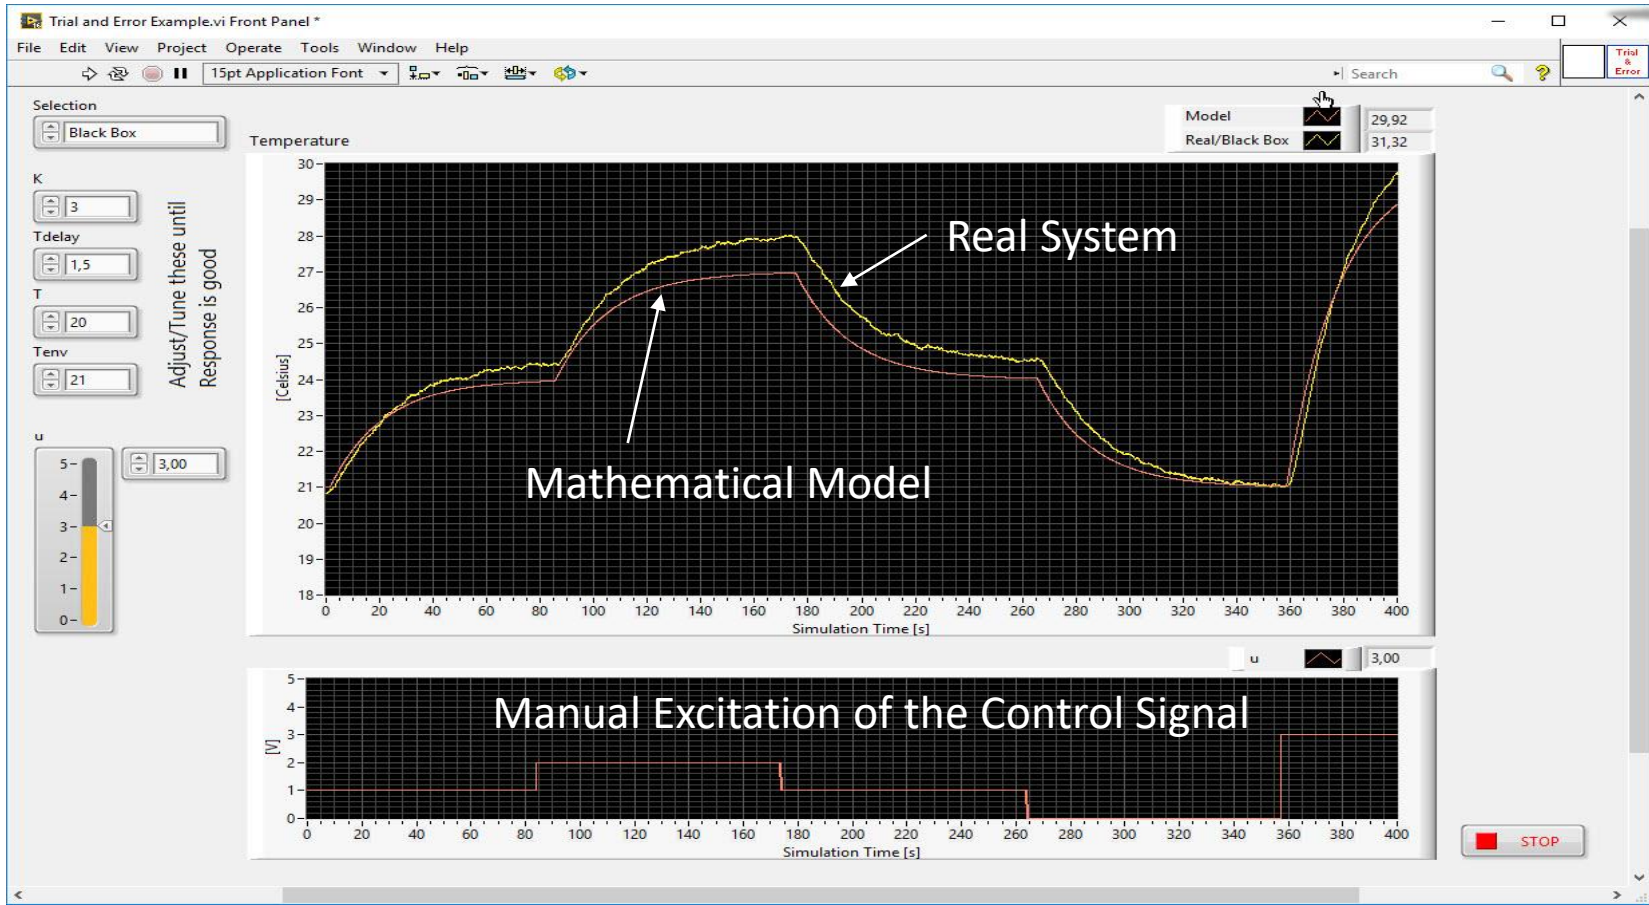 Trial and Error Example.vi Front Panel *
File Edit View Project Operate Tools Window Help
15pt Application Font
Search
Trial
&
Error
Selection
Black Box
K
3
Tdelay
1,5
T
20
Tenv
21
Adjust/Tune these until
Response is good
u
3,00
5
4
3
2
1
0
Temperature
Model 29,92
Real/Black Box 31,32
30
29
28
27
26
25
24
23
22
21
20
19
18
[Celsius]
Real System
Mathematical Model
0 20 40 60 80 100 120 140 160 180 200 220 240 260 280 300 320 340 360 380 400
Simulation Time [s]
u 3,00
Manual Excitation of the Control Signal
5
4
3
2
1
0
[V]
0 20 40 60 80 100 120 140 160 180 200 220 240 260 280 300 320 340 360 380 400
Simulation Time [s]
STOP